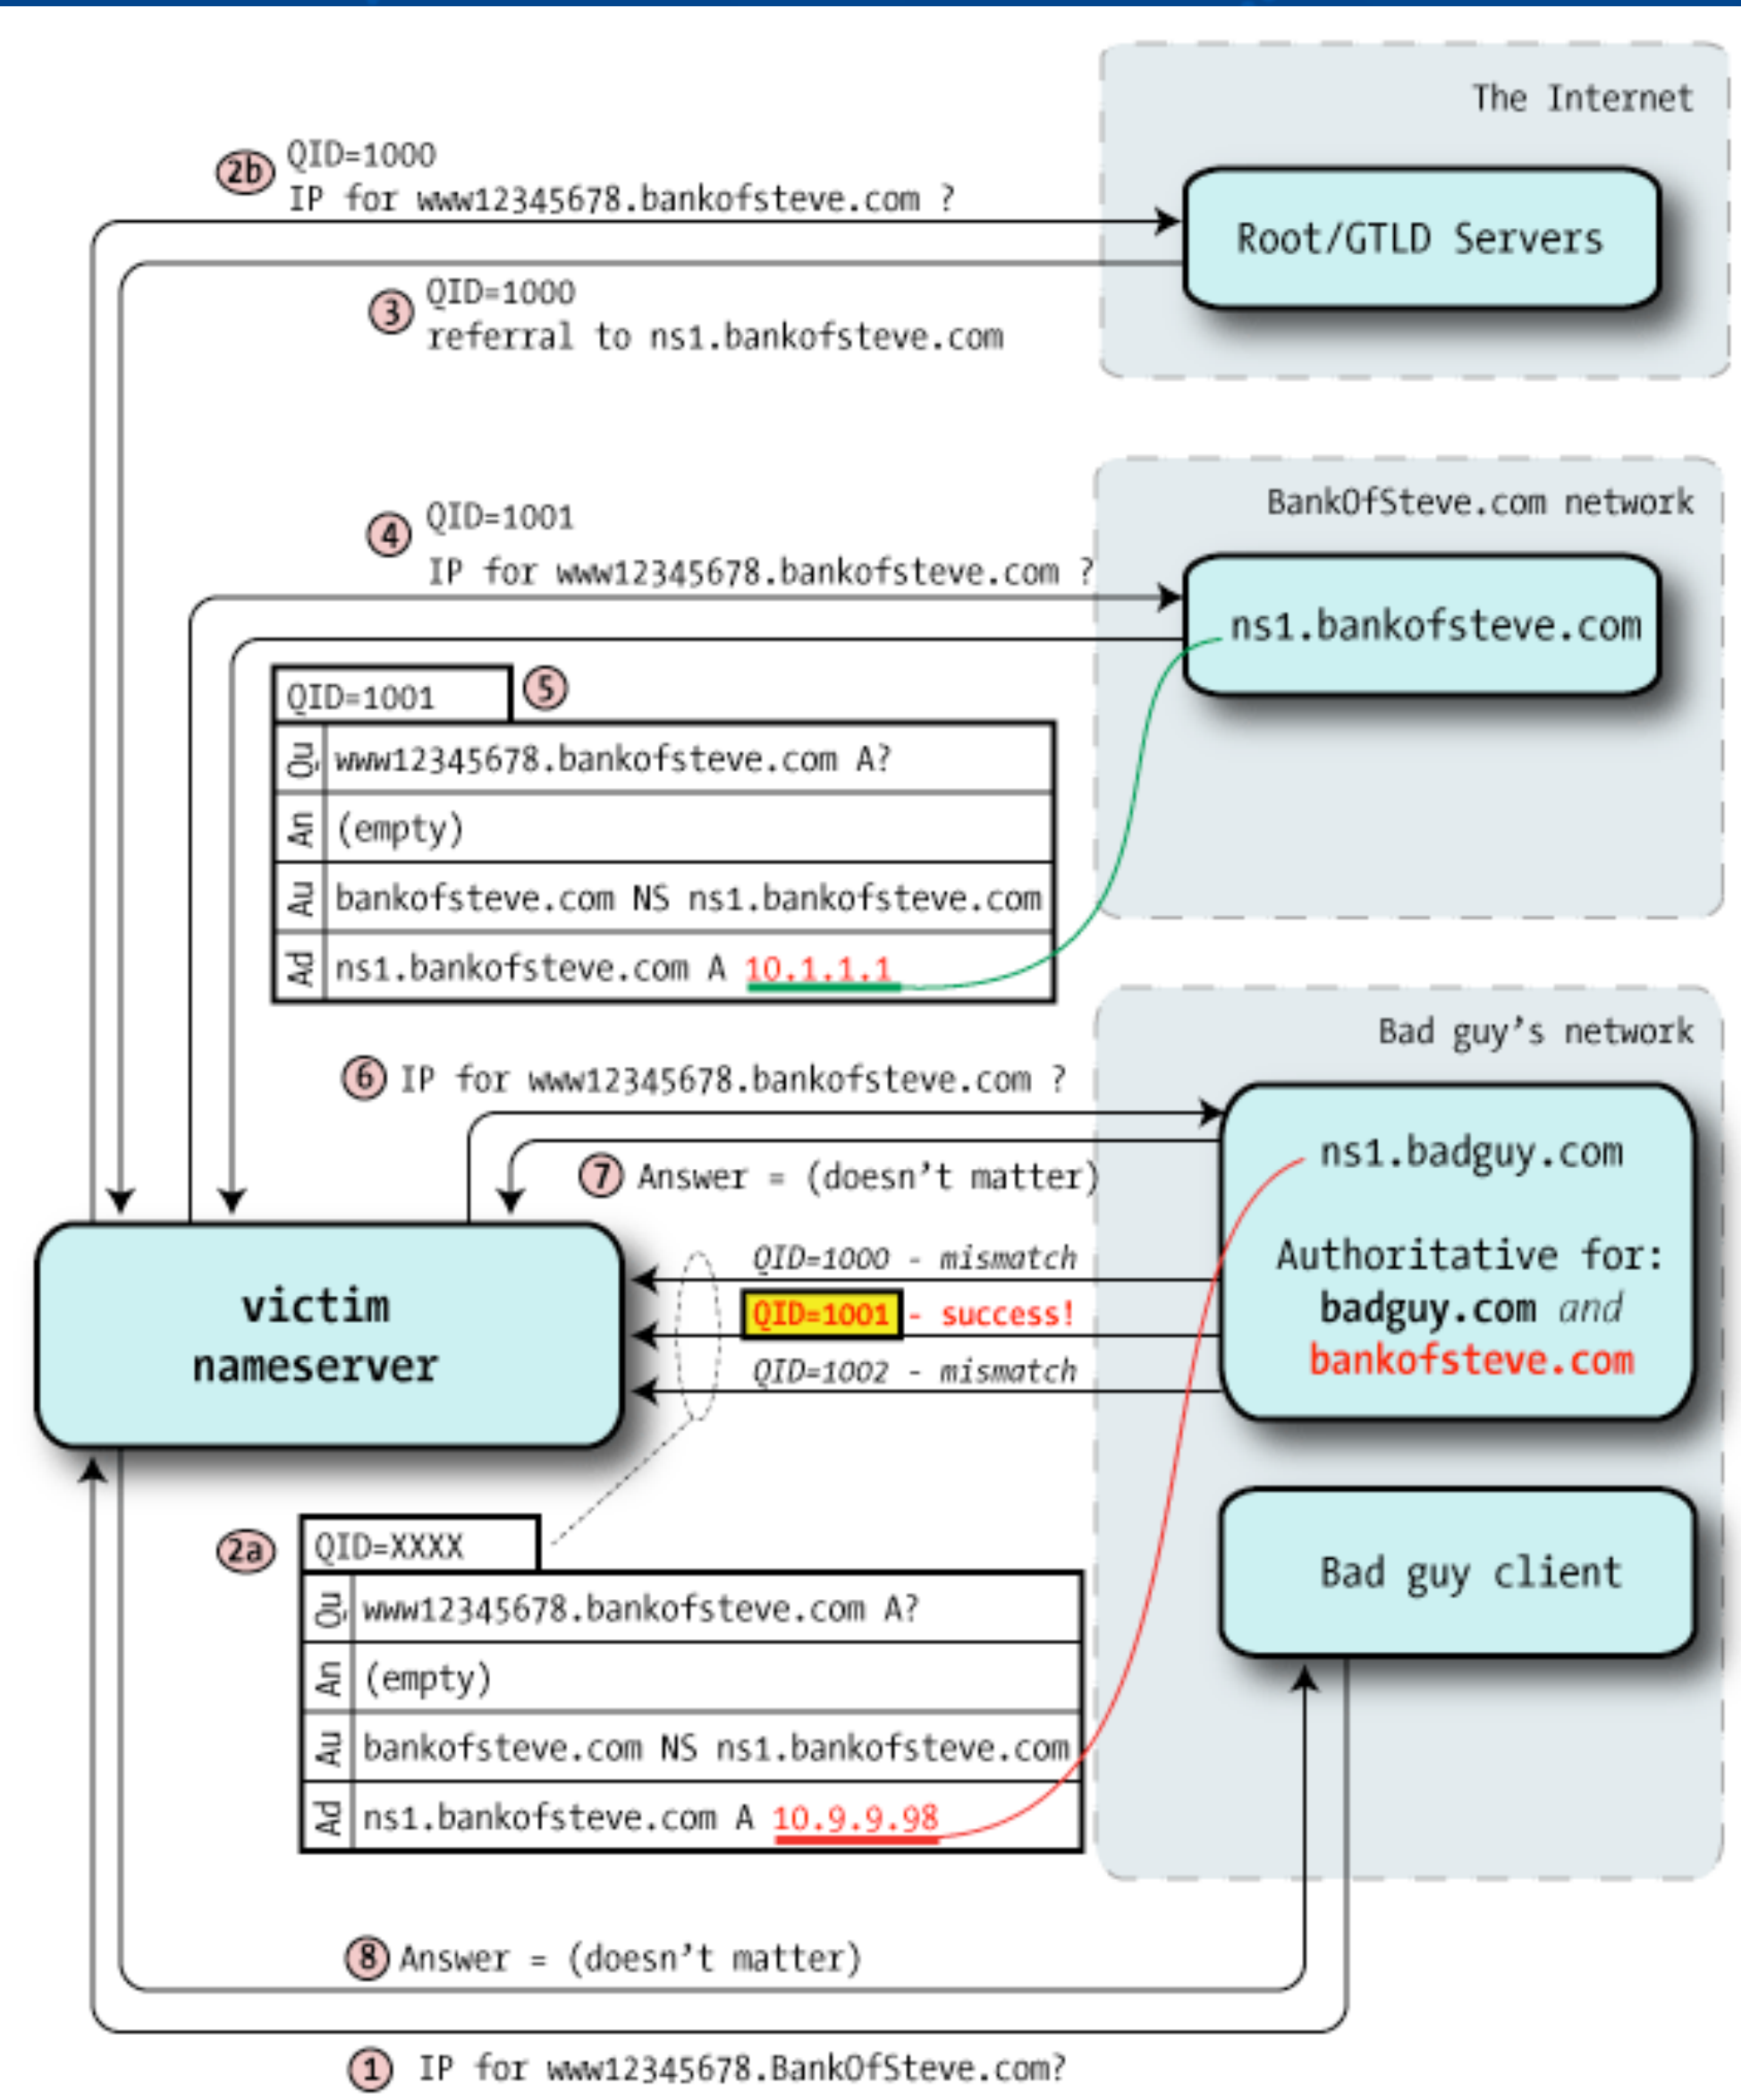 The Internet
2b QID=1000
IP for www12345678.bankofsteve.com ?
Root/GTLD Servers
3 QID=1000
referral to ns1.bankofsteve.com
BankOfSteve.com network
4 QID=1001
IP for www12345678.bankofsteve.com ?
ns1.bankofsteve.com
QID=1001 5
Qu www12345678.bankofsteve.com A?
An (empty)
Au bankofsteve.com NS ns1.bankofsteve.com
Ad ns1.bankofsteve.com A 10.1.1.1
Bad guy's network
6 IP for www12345678.bankofsteve.com ?
7 Answer = (doesn't matter)
ns1.badguy.com
Authoritative for:
badguy.com and
bankofsteve.com
QID=1000 - mismatch
QID=1001 - success!
QID=1002 - mismatch
victim
nameserver
2a QID=XXXX
Qu www12345678.bankofsteve.com A?
An (empty)
Au bankofsteve.com NS ns1.bankofsteve.com
Ad ns1.bankofsteve.com A 10.9.9.98
Bad guy client
8 Answer = (doesn't matter)
1 IP for www12345678.BankOfSteve.com?